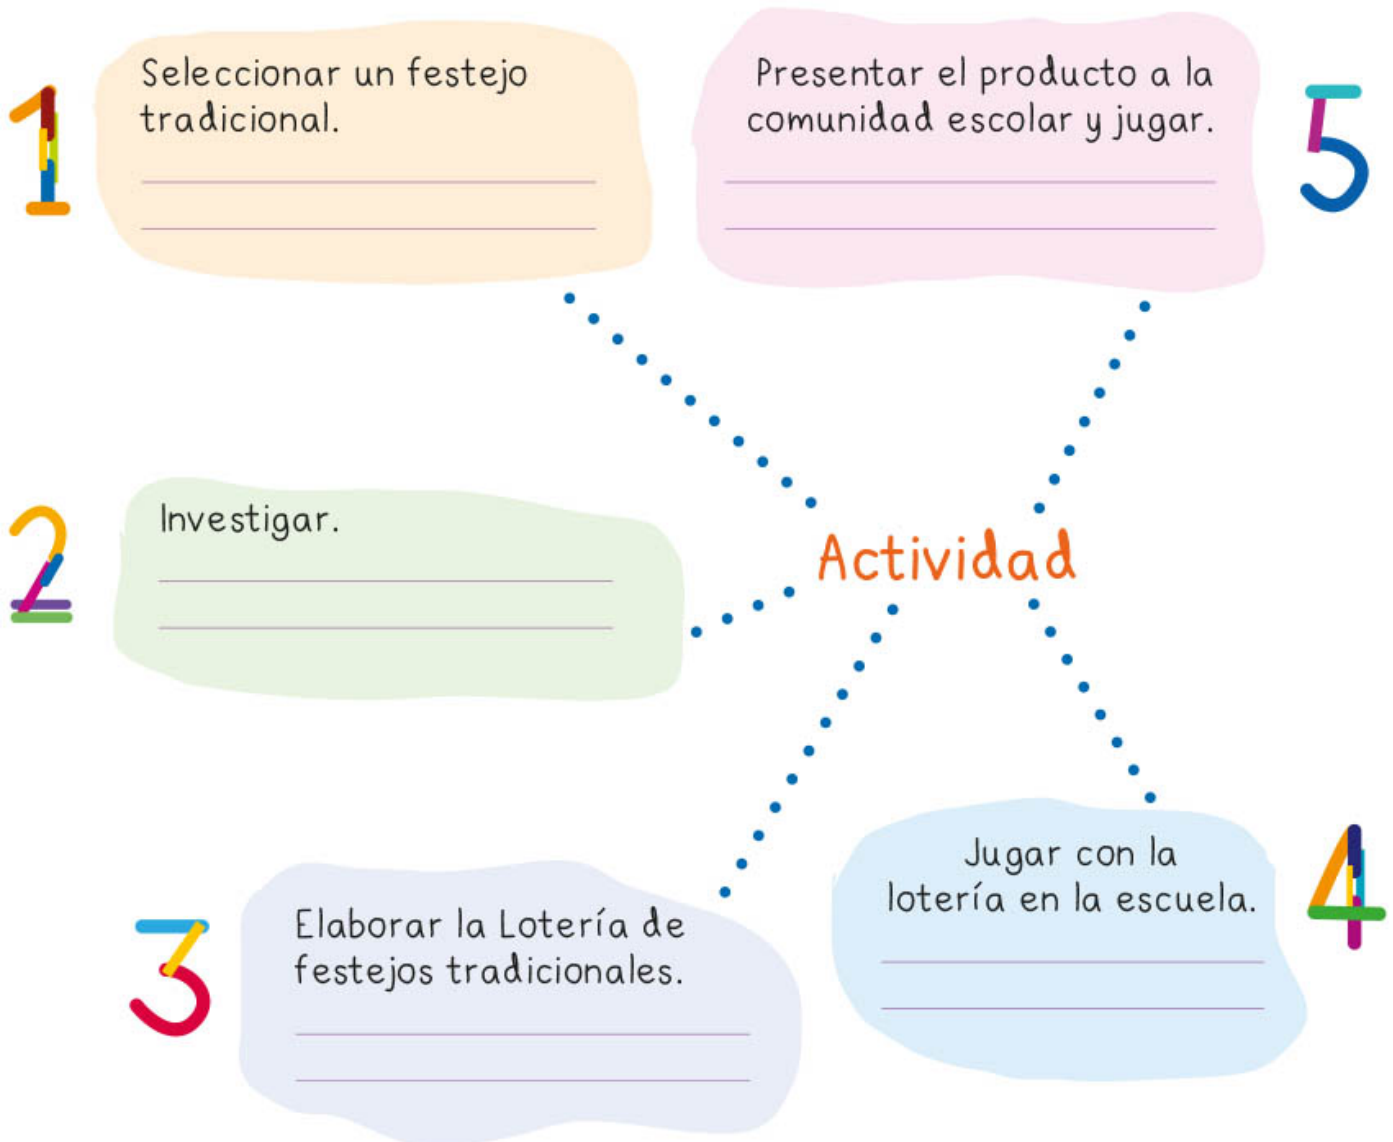 1
Seleccionar un festejo
tradicional.
Presentar el producto a la
comunidad escolar y jugar.
5
2
Investigar.
Actividad
3
Elaborar la Lotería de
festejos tradicionales.
Jugar con la
lotería en la escuela.
4